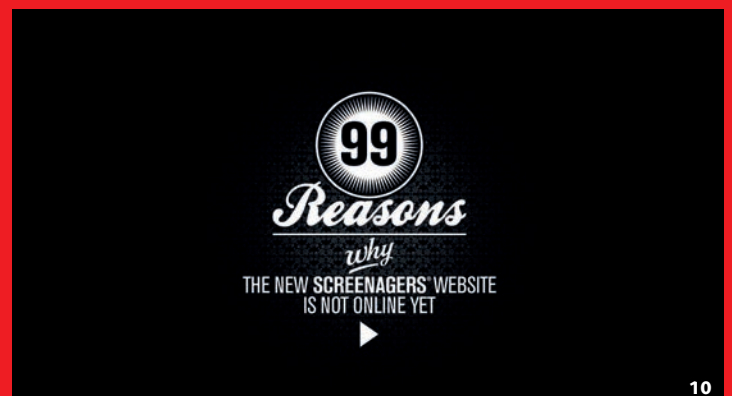 99
Reasons
why
THE NEW SCREENAGERS® WEBSITE
IS NOT ONLINE YET
10